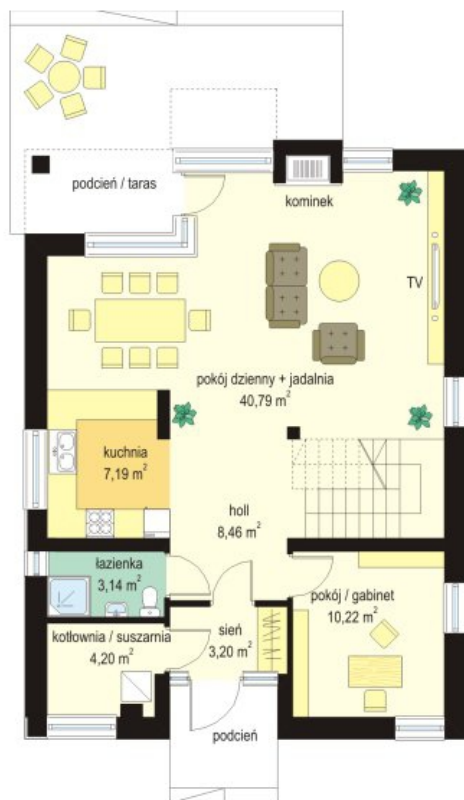 podcień / taras
kominek
TV
pokój dzienny + jadalnia
40,79 m²
kuchnia
7,19 m²
holl
8,46 m²
łazienka
3,14 m²
pokój / gabinet
10,22 m²
sień
3,20 m²
kotłownia / suszarnia
4,20 m²
podcień